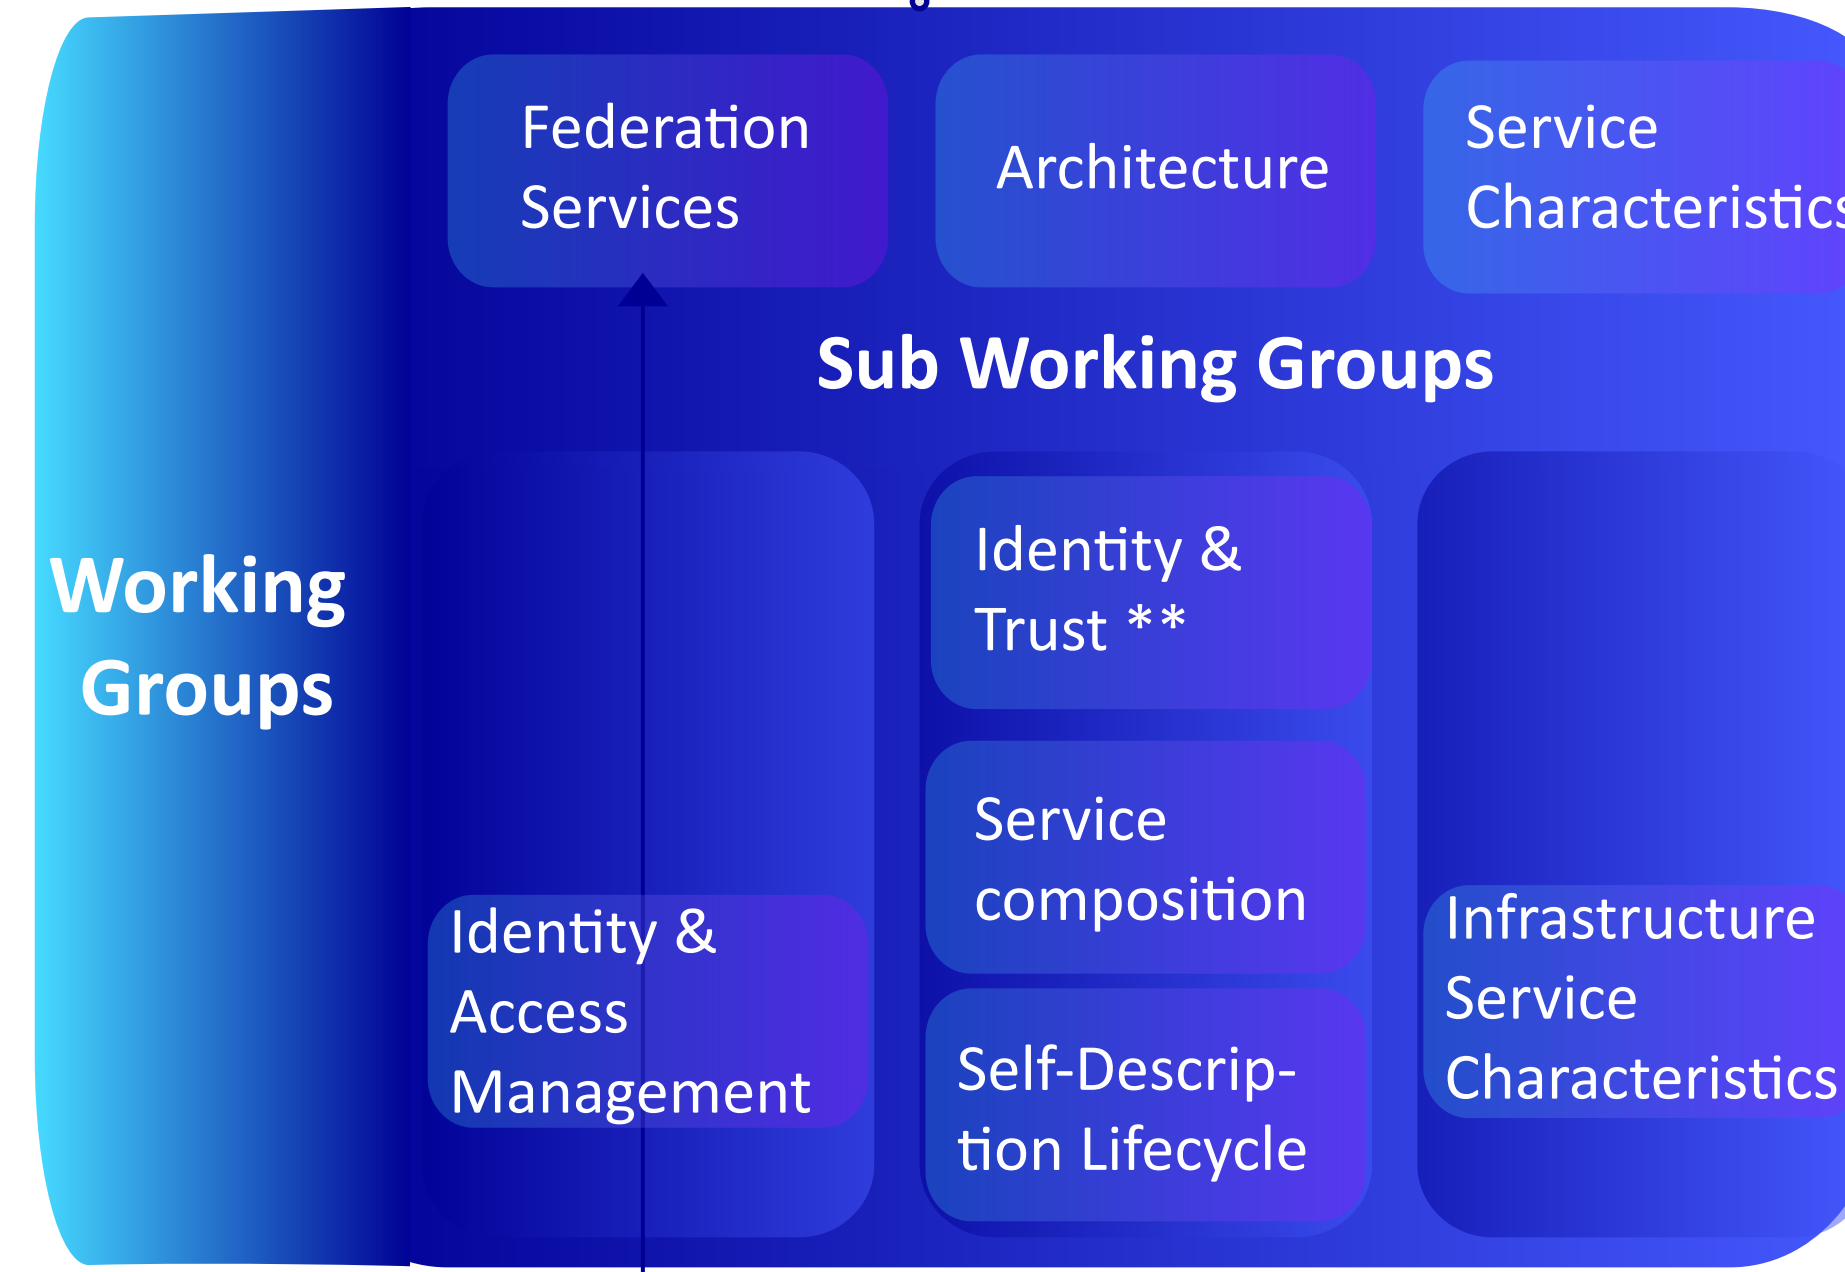 Federation
Services
Architecture
Service
Characteristics
Sub Working Groups
Working
Groups
Identity &
Trust **
Service
composition
Self-Descrip-
tion Lifecycle
Identity &
Access
Management
Infrastructure
Service
Characteristics